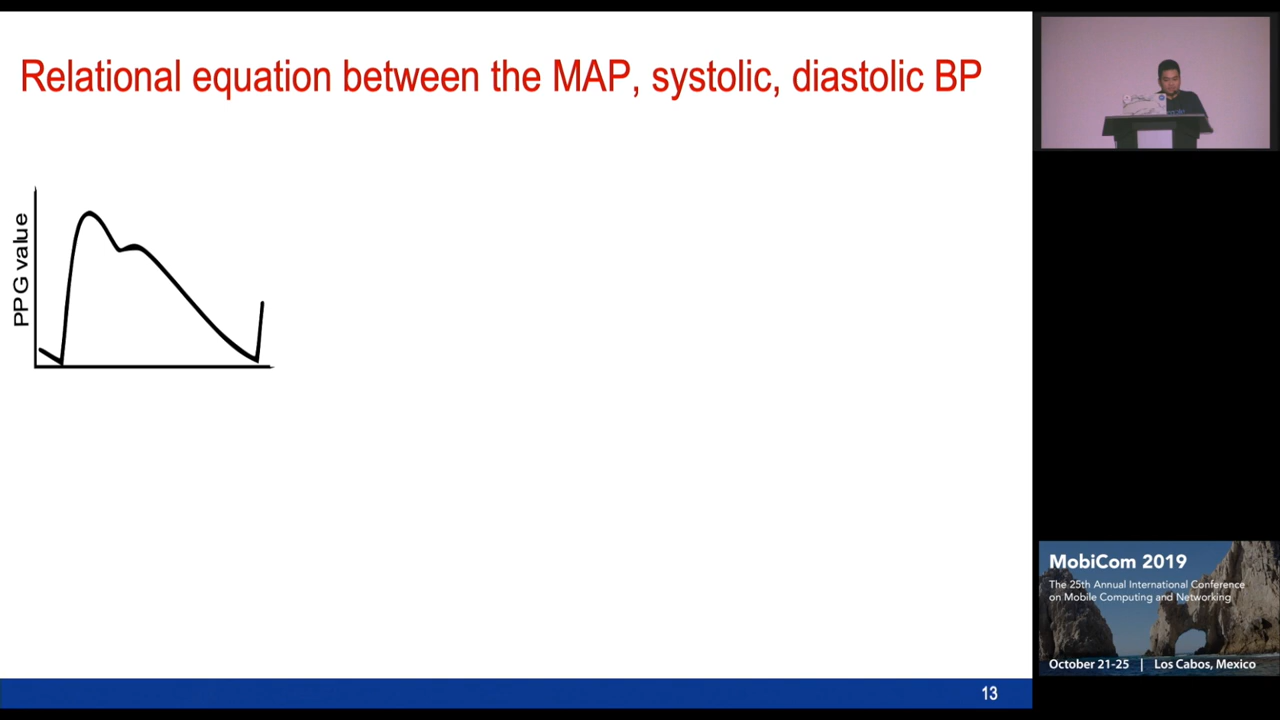 Relational equation between the MAP, systolic, diastolic BP
PPG value
13
MobiCom 2019
The 25th Annual International Conference
on Mobile Computing and Networking
October 21-25 | Los Cabos, Mexico